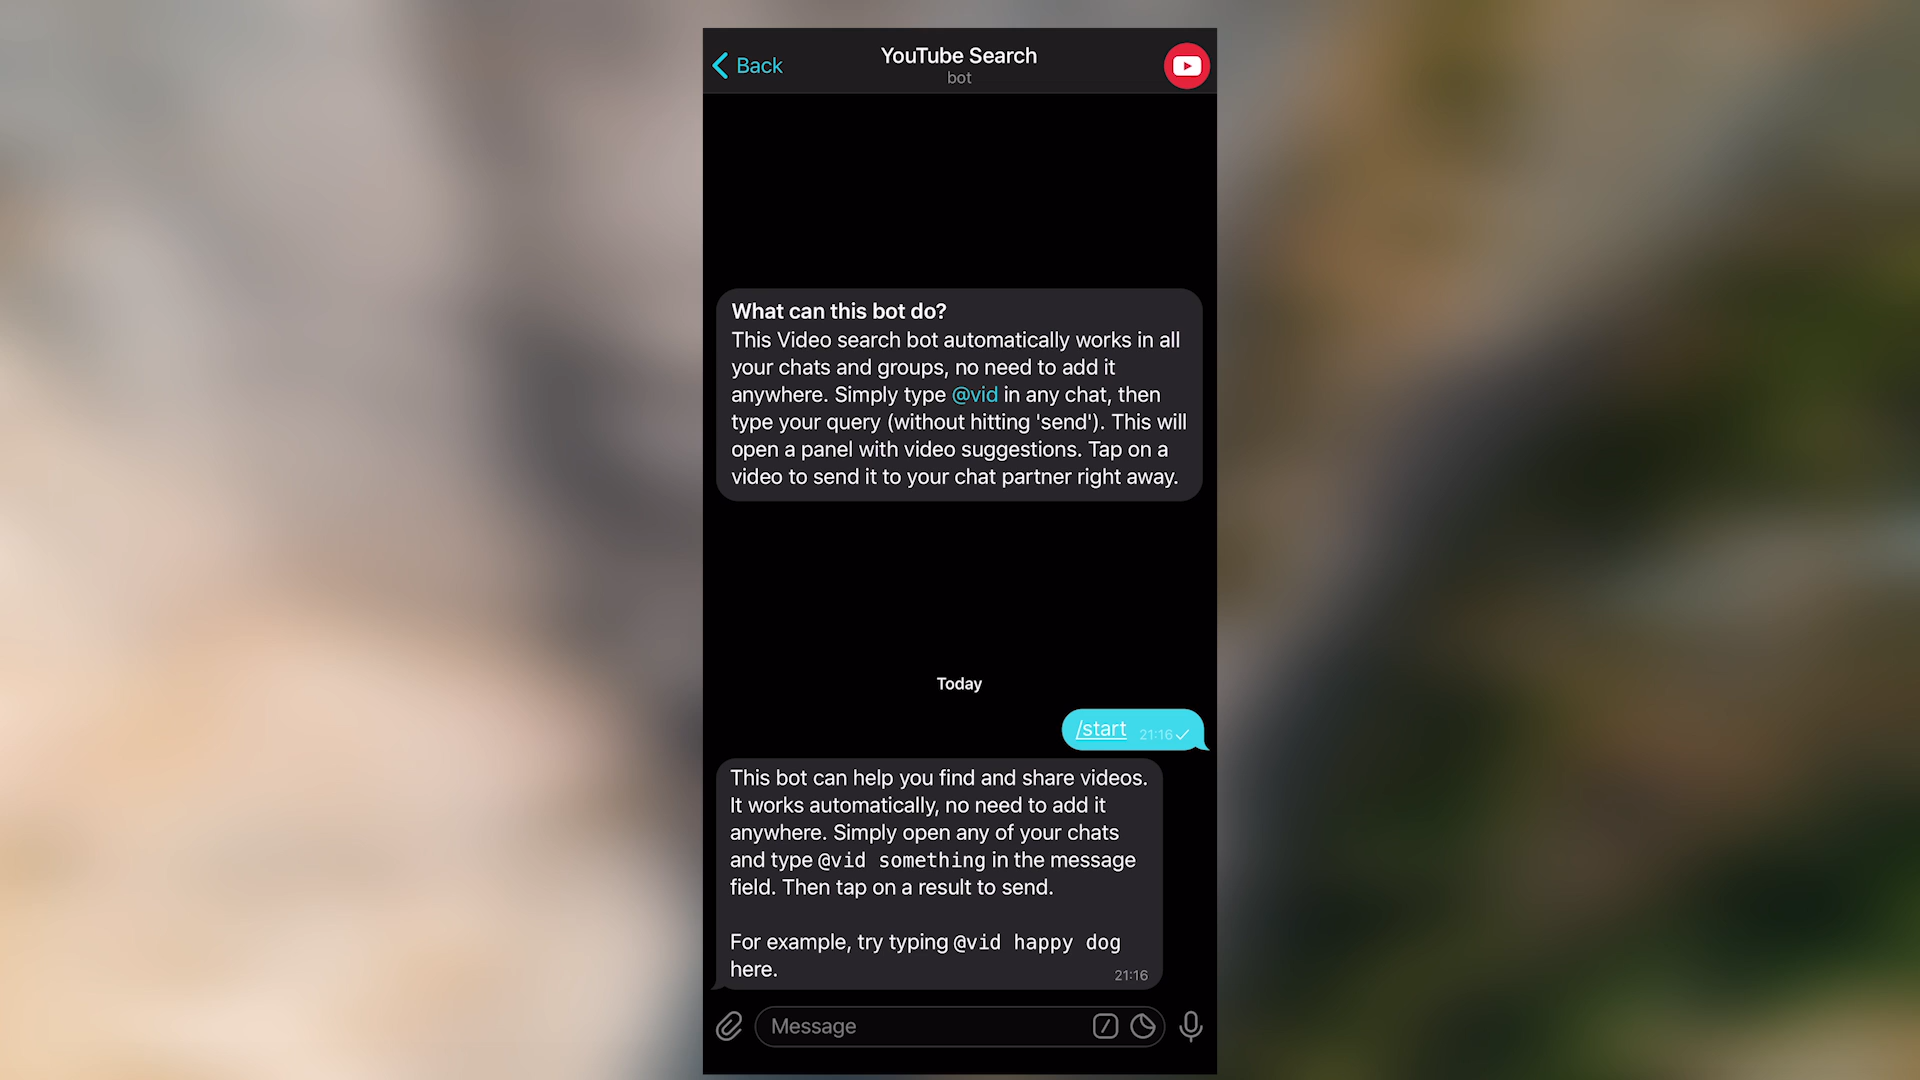 Back
YouTube Search
bot
What can this bot do?
This Video search bot automatically works in all
your chats and groups, no need to add it
anywhere. Simply type @vid in any chat, then
type your query (without hitting 'send'). This will
open a panel with video suggestions. Tap on a
video to send it to your chat partner right away.
Today
/start 21:16
This bot can help you find and share videos.
It works automatically, no need to add it
anywhere. Simply open any of your chats
and type @vid something in the message
field. Then tap on a result to send.
For example, try typing @vid happy dog
here.
21:16
Message